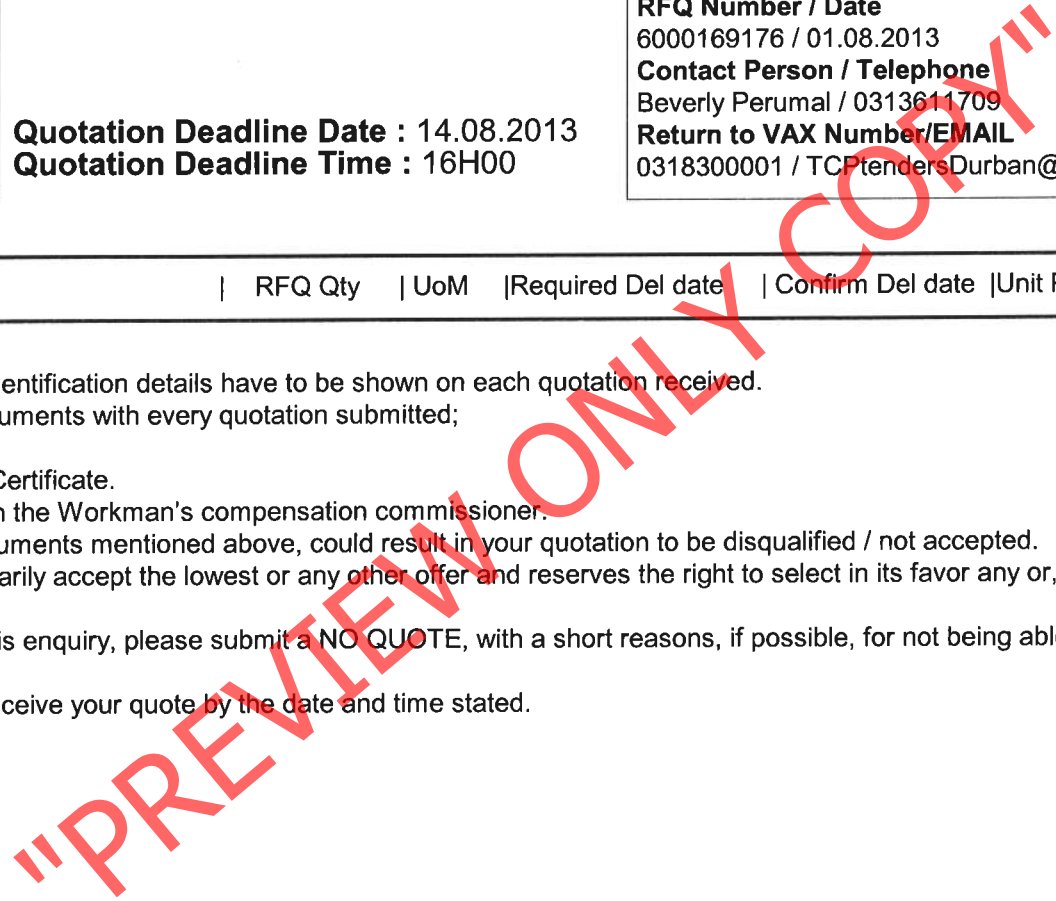 RFQ Number / Date
6000169176 / 01.08.2013
Contact Person / Telephone
Beverly Perumal / 0313611709
Return to VAX Number/EMAIL
0318300001 / TCPtendersDurban@
Quotation Deadline Date : 14.08.2013
Quotation Deadline Time : 16H00
| RFQ Qty | UoM |Required Del date | Confirm Del date |Unit
entification details have to be shown on each quotation received.
uments with every quotation submitted;
Certificate.
the Workman's compensation commissioner.
uments mentioned above, could result in your quotation to be disqualified / not accepted.
arily accept the lowest or any other offer and reserves the right to select in its favor any or,
is enquiry, please submit a NO QUOTE, with a short reasons, if possible, for not being able
ceive your quote by the date and time stated.
"PREVIEW ONLY COPY"